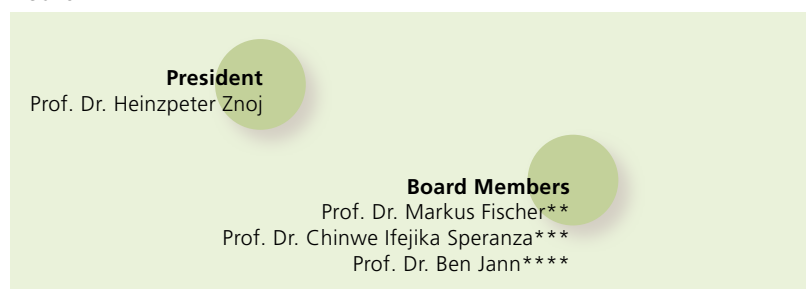 President
Prof. Dr. Heinzpeter Znoj
Board Members
Prof. Dr. Markus Fischer**
Prof. Dr. Chinwe Ifejika Speranza***
Prof. Dr. Ben Jann****